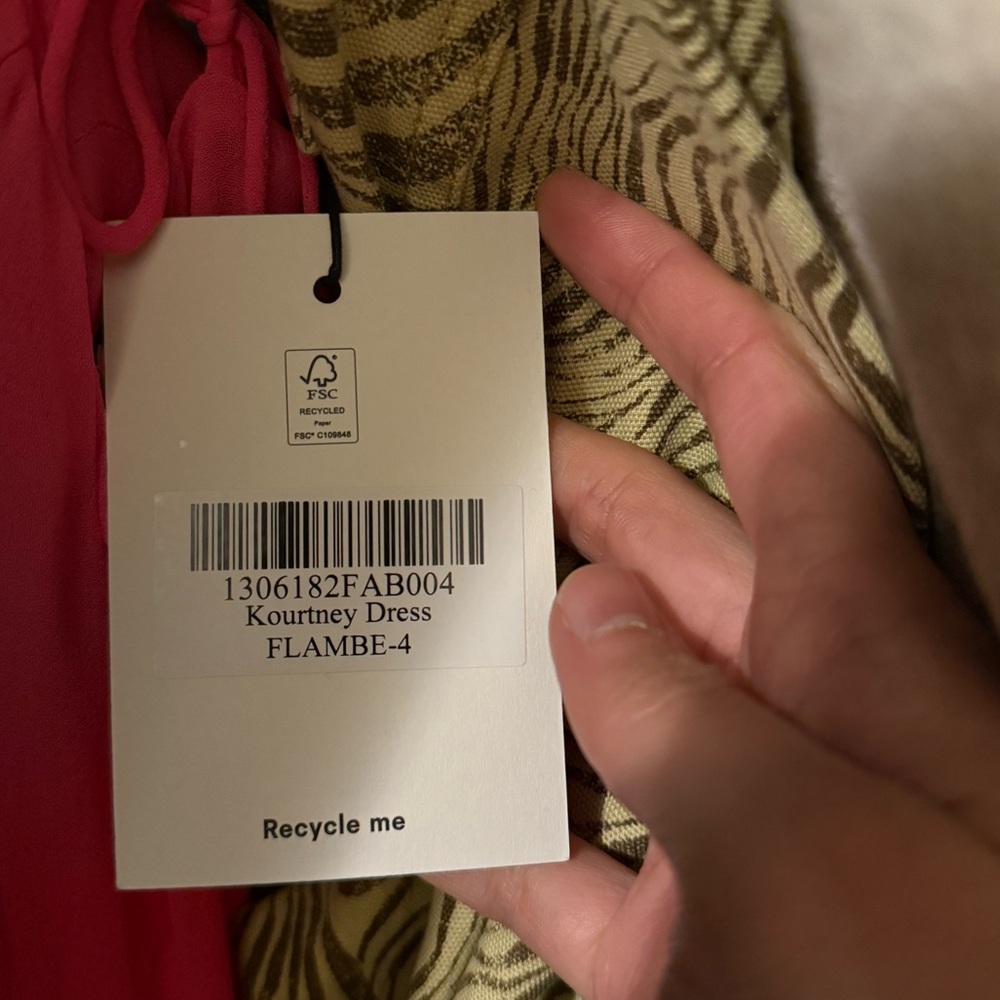 FSC
RECYCLED
Paper
FSC® C109848
1306182FAB004
Kourtney Dress
FLAMBE-4
Recycle me